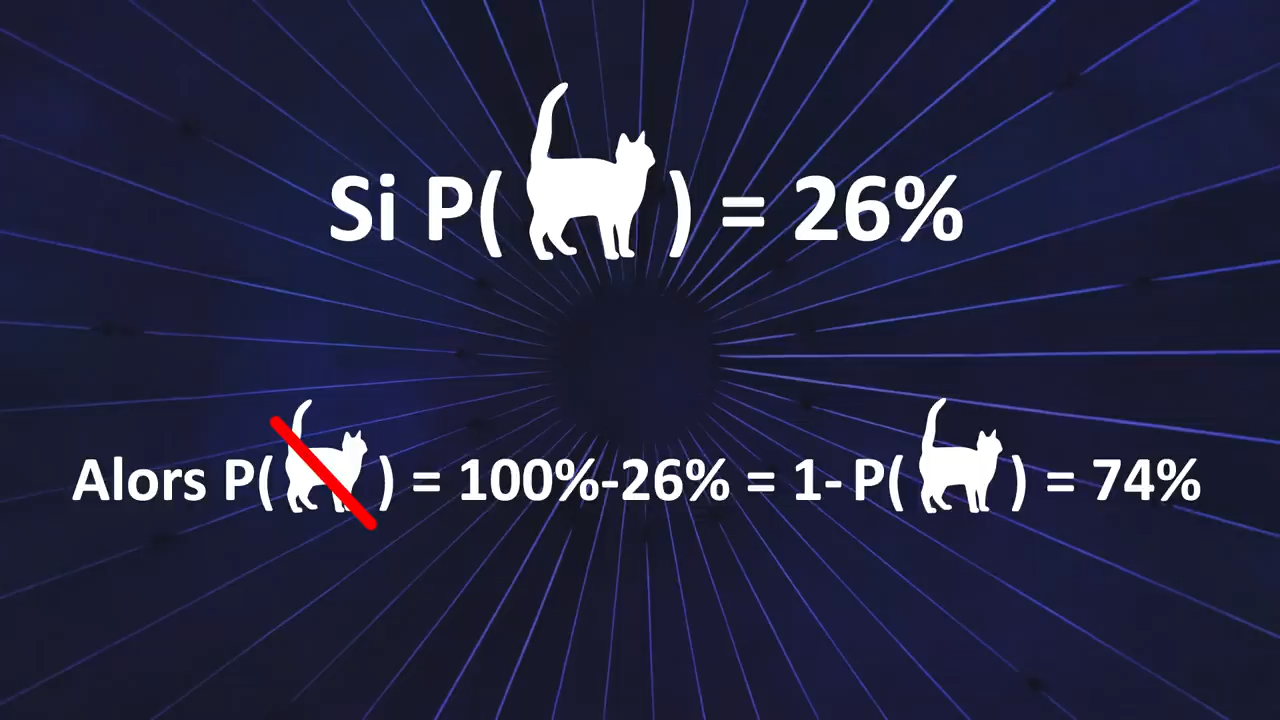 Si P( ) = 26%
Alors P( ) = 100%-26% = 1- P( ) = 74%